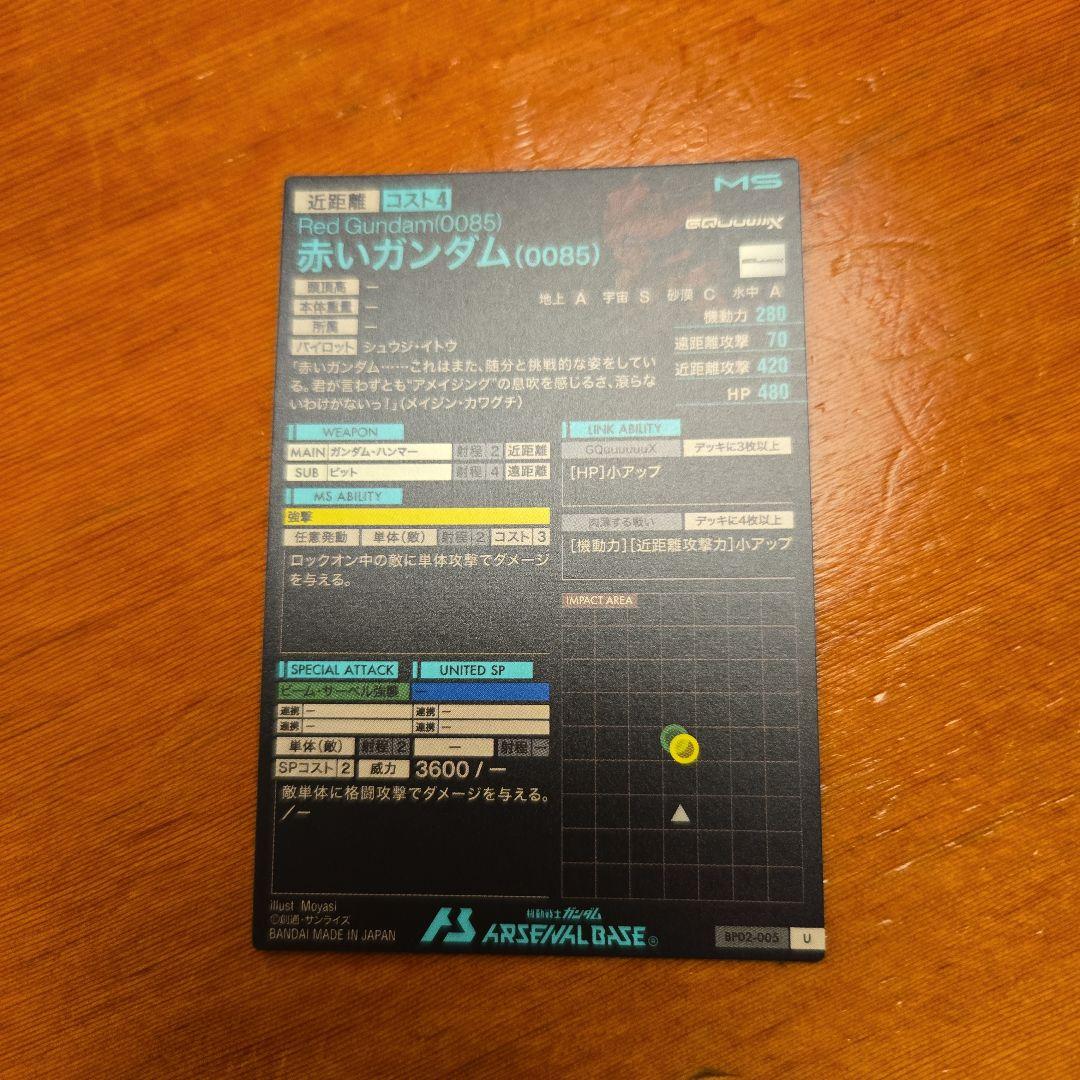 近距離 コスト4
MS
Red Gundam(0085)
GQuuuuuuX
赤いガンダム(0085)
頭頂高 ー
本体重量 ー
所属 ー
パイロット シュウジ・イトウ
地上 A 宇宙 S 砂漠 C 水中 A
機動力 280
遠距離攻撃 70
近距離攻撃 420
HP 480
「赤いガンダム……これはまた、随分と挑戦的な姿をしてい
る。君が言わずとも"アメイジング"の息吹を感じるさ、滾らな
いわけがないっ!」(メイジン・カワグチ)
WEAPON
MAIN ガンダム・ハンマー 射程 2 近距離
SUB ビット 射程 4 遠距離
MS ABILITY
強撃
任意発動 単体(敵) 射程 2 コスト 3
ロックオン中の敵に単体攻撃でダメージ
を与える。
LINK ABILITY
GQuuuuuuX デッキに3枚以上
[HP]小アップ
肉薄する戦い デッキに4枚以上
[機動力][近距離攻撃力]小アップ
IMPACT AREA
SPECIAL ATTACK UNITED SP
ビーム・サーベル強襲 ー
連携 ー 連携 ー
連携 ー 連携 ー
単体(敵) 射程 2 ー 射程 ー
SPコスト 2 威力 3600 / ー
敵単体に格闘攻撃でダメージを与える。
/ー
illust Moyasi
©創通・サンライズ
BANDAI MADE IN JAPAN
機動戦士ガンダム
AB ARSENAL BASE®
BP02-005 U